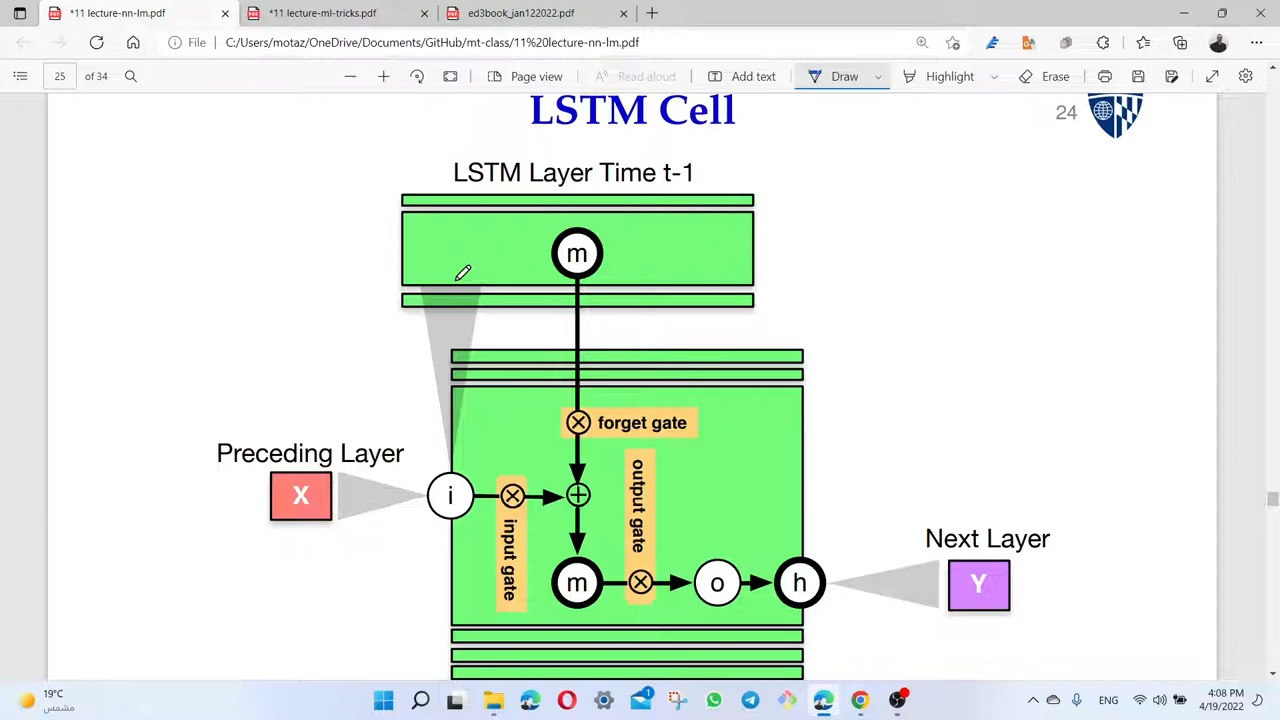 *11 lecture-nn-lm.pdf
*11 lecture-ml-tricks.pdf
ed3book_jan122022.pdf
File
C:/Users/motaz/OneDrive/Documents/GitHub/mt-class/11%20lecture-nn-lm.pdf
25 of 34
Page view
Read aloud
Add text
Draw
Highlight
Erase
LSTM Cell
24
LSTM Layer Time t-1
m
forget gate
Preceding Layer
X
i
input gate
output gate
m
o
h
Next Layer
Y
19°C
مشمس
1
ENG
4:08 PM
4/19/2022